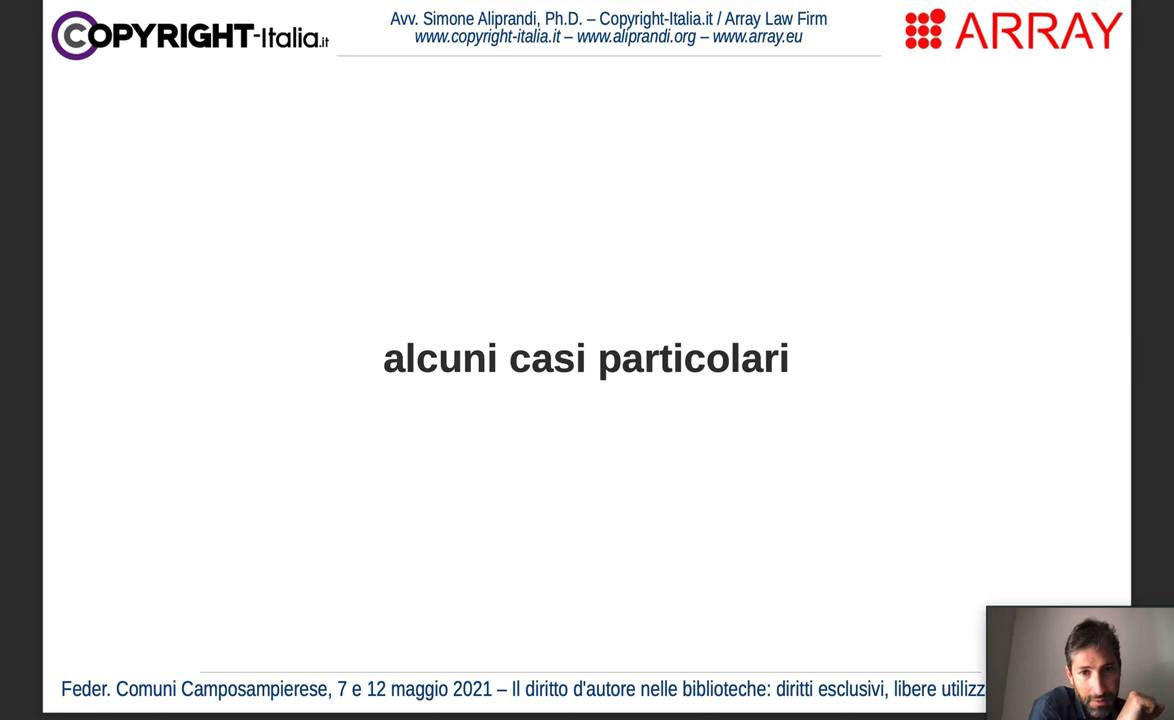 COPYRIGHT-Italia.it
Avv. Simone Aliprandi, Ph.D. – Copyright-Italia.it / Array Law Firm
www.copyright-italia.it – www.aliprandi.org – www.array.eu
ARRAY
alcuni casi particolari
Feder. Comuni Camposampierese, 7 e 12 maggio 2021 – Il diritto d'autore nelle biblioteche: diritti esclusivi, libere